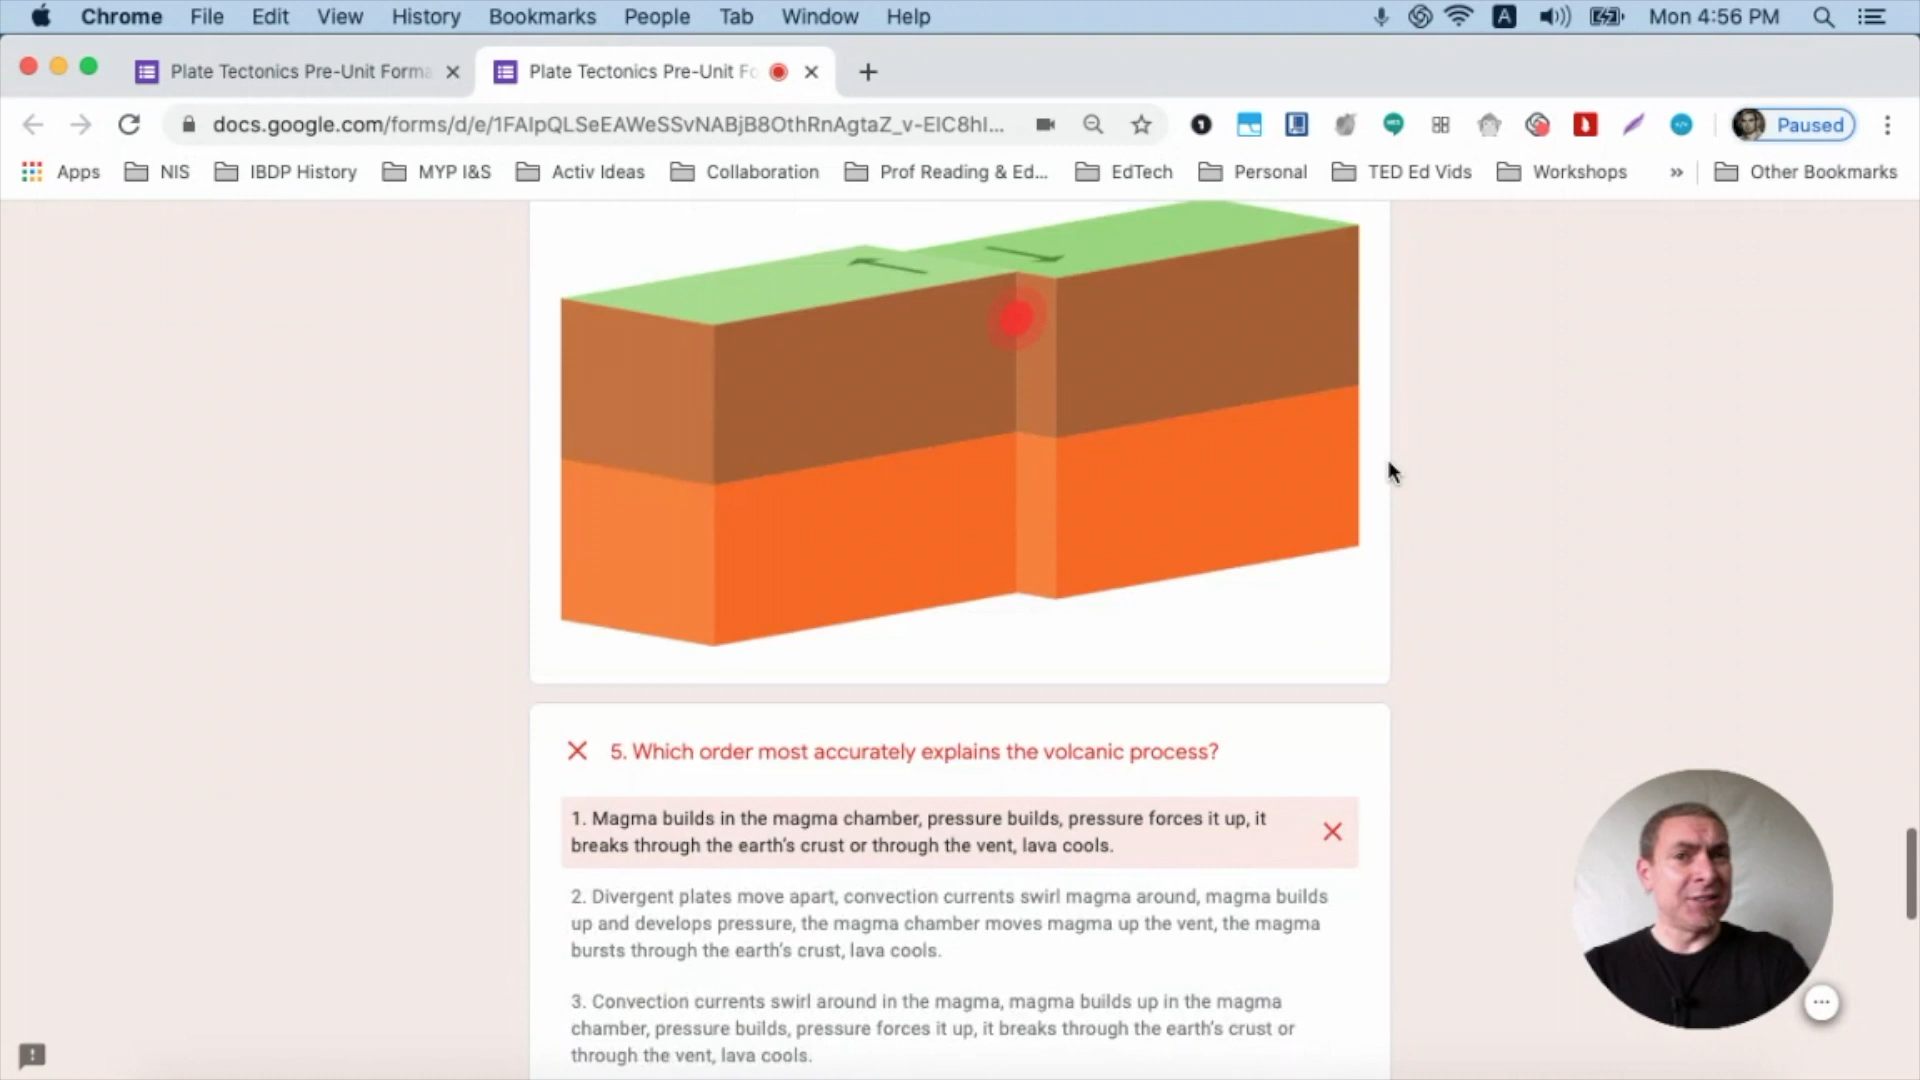 Chrome File Edit View History Bookmarks People Tab Window Help A Mon 4:56 PM
Plate Tectonics Pre-Unit Forma Plate Tectonics Pre-Unit Fo
docs.google.com/forms/d/e/1FAIpQLSeEAWeSSvNABjB8OthRnAgtaZ_v-EIC8hI... Paused
Apps NIS IBDP History MYP I&S Activ Ideas Collaboration Prof Reading & Ed... EdTech Personal TED Ed Vids Workshops » Other Bookmarks
5. Which order most accurately explains the volcanic process?
1. Magma builds in the magma chamber, pressure builds, pressure forces it up, it
breaks through the earth's crust or through the vent, lava cools.
2. Divergent plates move apart, convection currents swirl magma around, magma builds
up and develops pressure, the magma chamber moves magma up the vent, the magma
bursts through the earth's crust, lava cools.
3. Convection currents swirl around in the magma, magma builds up in the magma
chamber, pressure builds, pressure forces it up, it breaks through the earth's crust or
through the vent, lava cools.